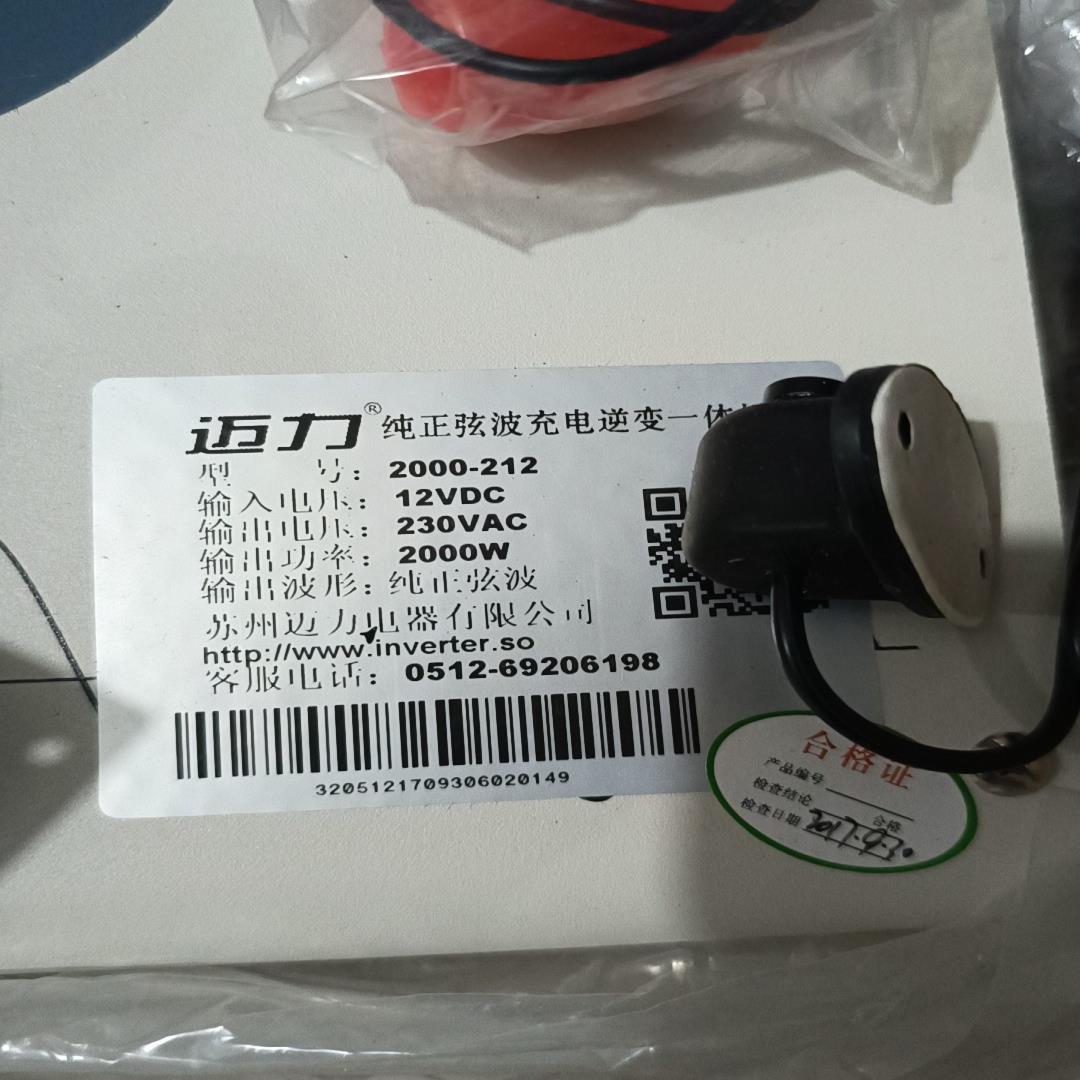 迈力® 纯正弦波充电逆变一体
型 号: 2000-212
输入电压: 12VDC
输出电压: 230VAC
输出功率: 2000W
输出波形: 纯正弦波
苏州迈力电器有限公司
http://www.inverter.so
客服电话: 0512-69206198
3205121709306020149
合格证
产品编号
检查结论 合格
检查日期 2017.9.30